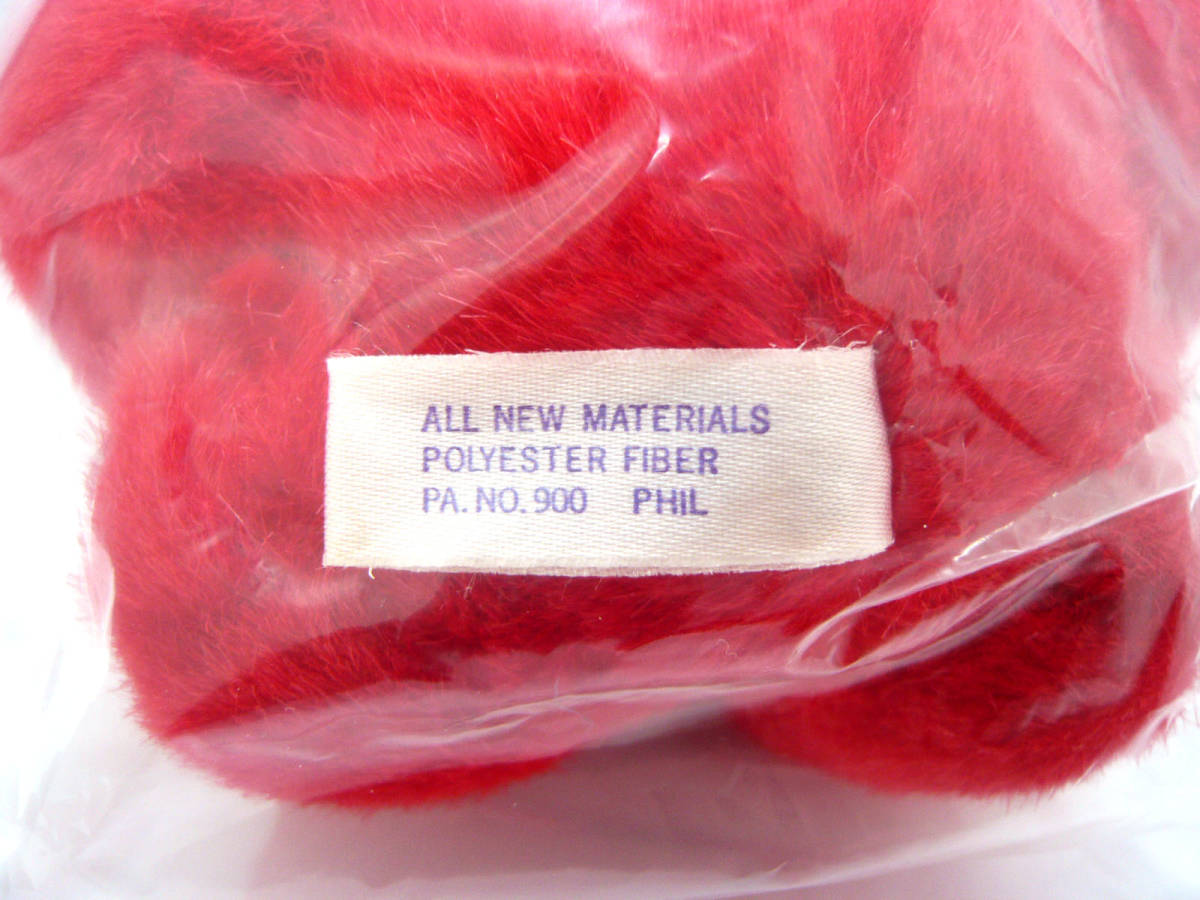 ALL NEW MATERIALS
POLYESTER FIBER
PA. NO. 900 PHIL